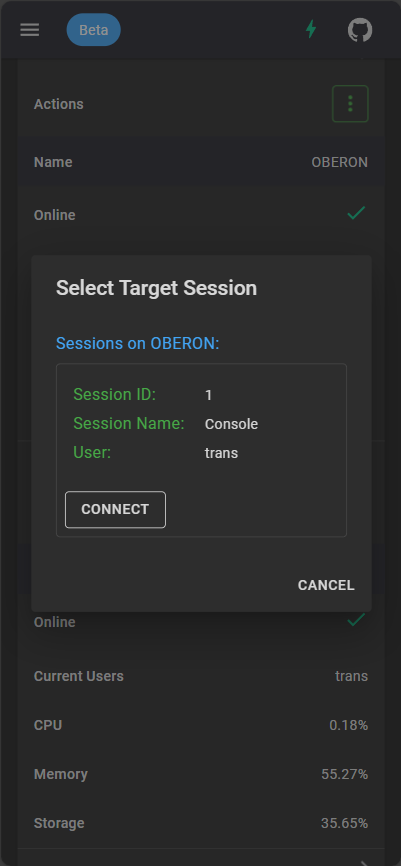 Beta
Actions
Name OBERON
Online
Select Target Session
Sessions on OBERON:
Session ID: 1
Session Name: Console
User: trans
CONNECT
CANCEL
Online
Current Users trans
CPU 0.18%
Memory 55.27%
Storage 35.65%